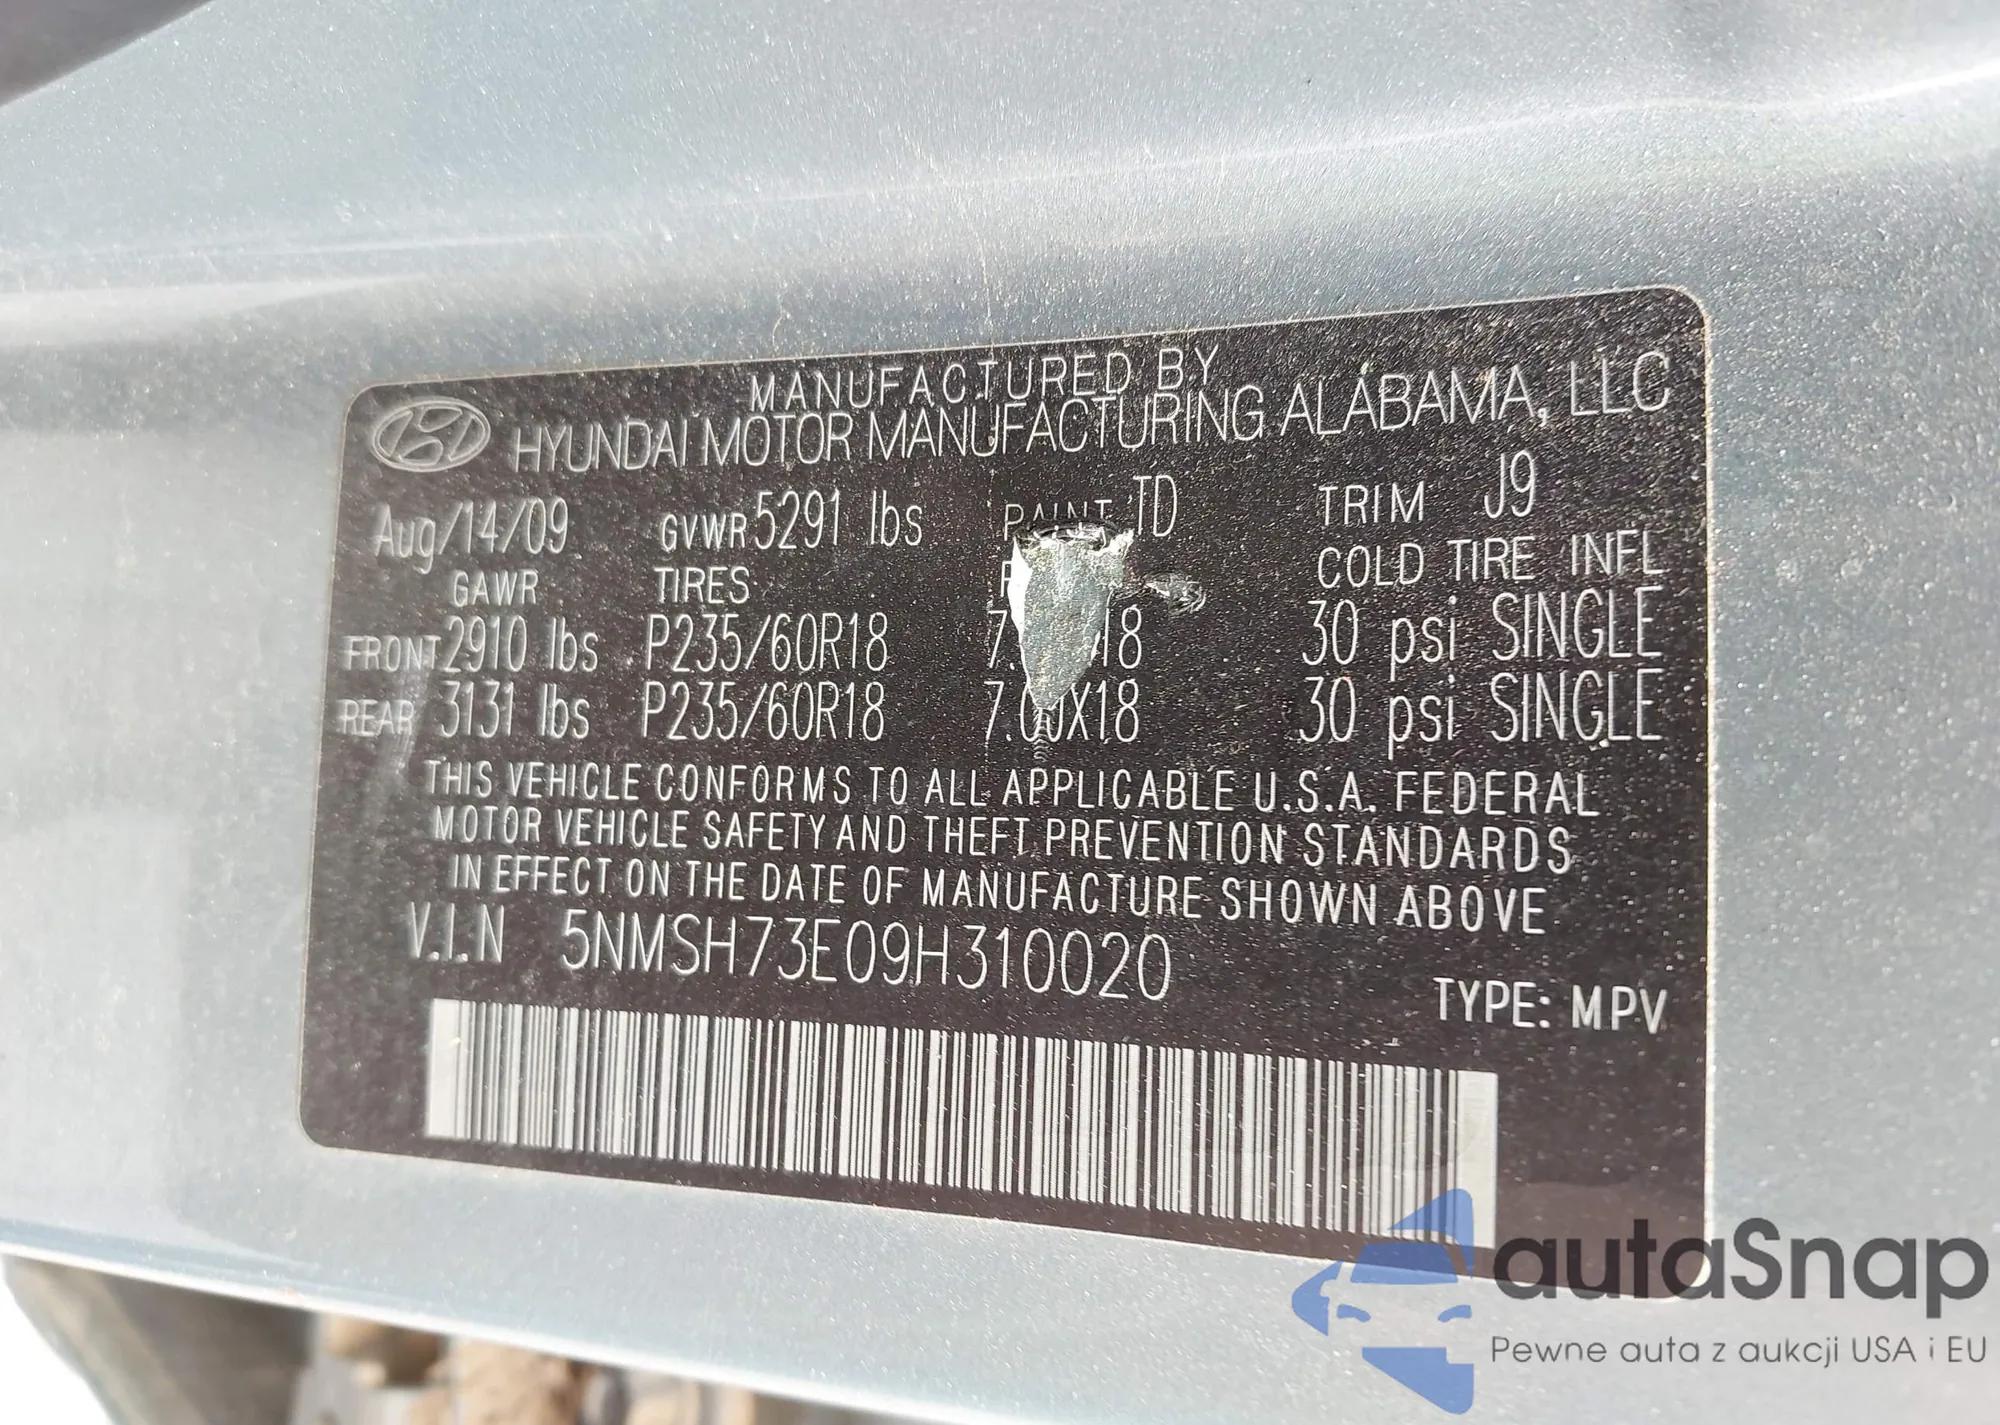 MANUFACTURED BY
HYUNDAI MOTOR MANUFACTURING ALABAMA, LLC
Aug/14/09 GVWR 5291 lbs PAINT TD TRIM J9
GAWR TIRES COLD TIRE INFL
FRONT 2910 lbs P235/60R18 30 psi SINGLE
REAR 3131 lbs P235/60R18 7.00X18 30 psi SINGLE
THIS VEHICLE CONFORMS TO ALL APPLICABLE U.S.A. FEDERAL
MOTOR VEHICLE SAFETY AND THEFT PREVENTION STANDARDS
IN EFFECT ON THE DATE OF MANUFACTURE SHOWN ABOVE
V.I.N 5NMSH73E09H310020
TYPE: MPV
autaSnap
Pewne auta z aukcji USA i EU